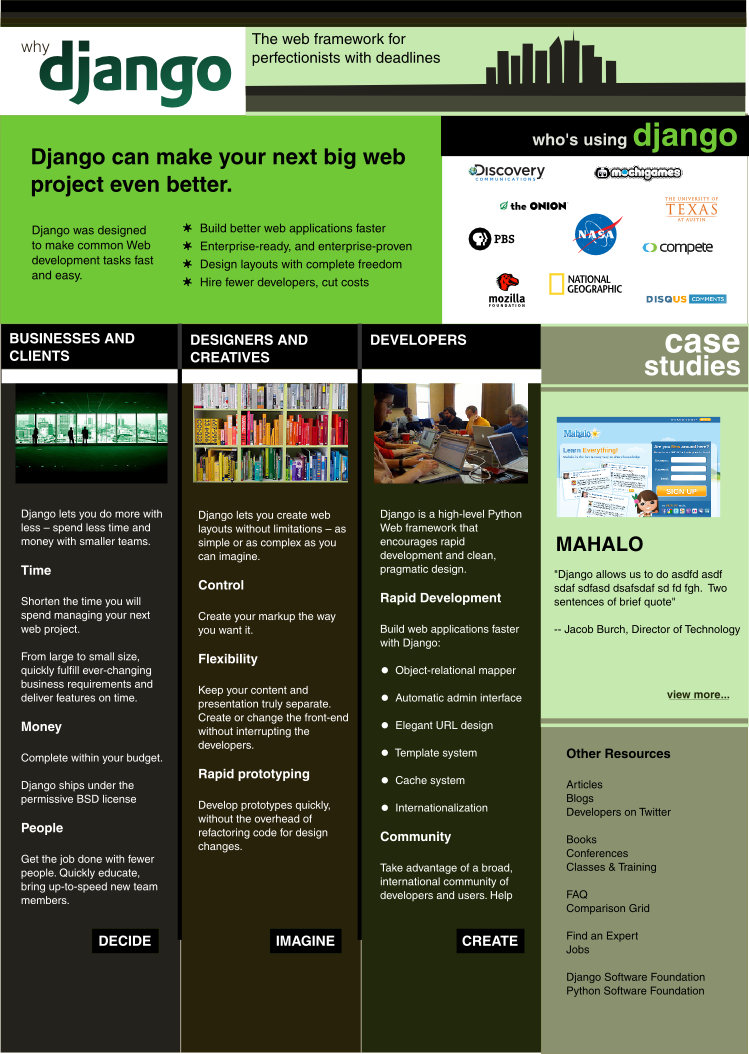 why
django
The web framework for
perfectionists with deadlines
Django can make your next big web
project even better.
Django was designed
to make common Web
development tasks fast
and easy.
✶ Build better web applications faster
✶ Enterprise-ready, and enterprise-proven
✶ Design layouts with complete freedom
✶ Hire fewer developers, cut costs
who's using django
Discovery
COMMUNICATIONS
mochigames
the ONION
THE UNIVERSITY OF
TEXAS
AT AUSTIN
PBS
NASA
compete
mozilla
FOUNDATION
NATIONAL
GEOGRAPHIC
DISQUS COMMENTS
BUSINESSES AND
CLIENTS
Django lets you do more with
less – spend less time and
money with smaller teams.
Time
Shorten the time you will
spend managing your next
web project.
From large to small size,
quickly fulfill ever-changing
business requirements and
deliver features on time.
Money
Complete within your budget.
Django ships under the
permissive BSD license
People
Get the job done with fewer
people. Quickly educate,
bring up-to-speed new team
members.
DECIDE
DESIGNERS AND
CREATIVES
Django lets you create web
layouts without limitations – as
simple or as complex as you
can imagine.
Control
Create your markup the way
you want it.
Flexibility
Keep your content and
presentation truly separate.
Create or change the front-end
without interrupting the
developers.
Rapid prototyping
Develop prototypes quickly,
without the overhead of
refactoring code for design
changes.
IMAGINE
DEVELOPERS
Django is a high-level Python
Web framework that
encourages rapid
development and clean,
pragmatic design.
Rapid Development
Build web applications faster
with Django:
● Object-relational mapper
● Automatic admin interface
● Elegant URL design
● Template system
● Cache system
● Internationalization
Community
Take advantage of a broad,
international community of
developers and users. Help
CREATE
case
studies
Mahalo
Learn Everything!
SIGN UP
MAHALO
"Django allows us to do asdfd asdf
sdaf sdfasd dsafsdaf sd fd fgh.  Two
sentences of brief quote"
-- Jacob Burch, Director of Technology
view more...
Other Resources
Articles
Blogs
Developers on Twitter
Books
Conferences
Classes & Training
FAQ
Comparison Grid
Find an Expert
Jobs
Django Software Foundation
Python Software Foundation